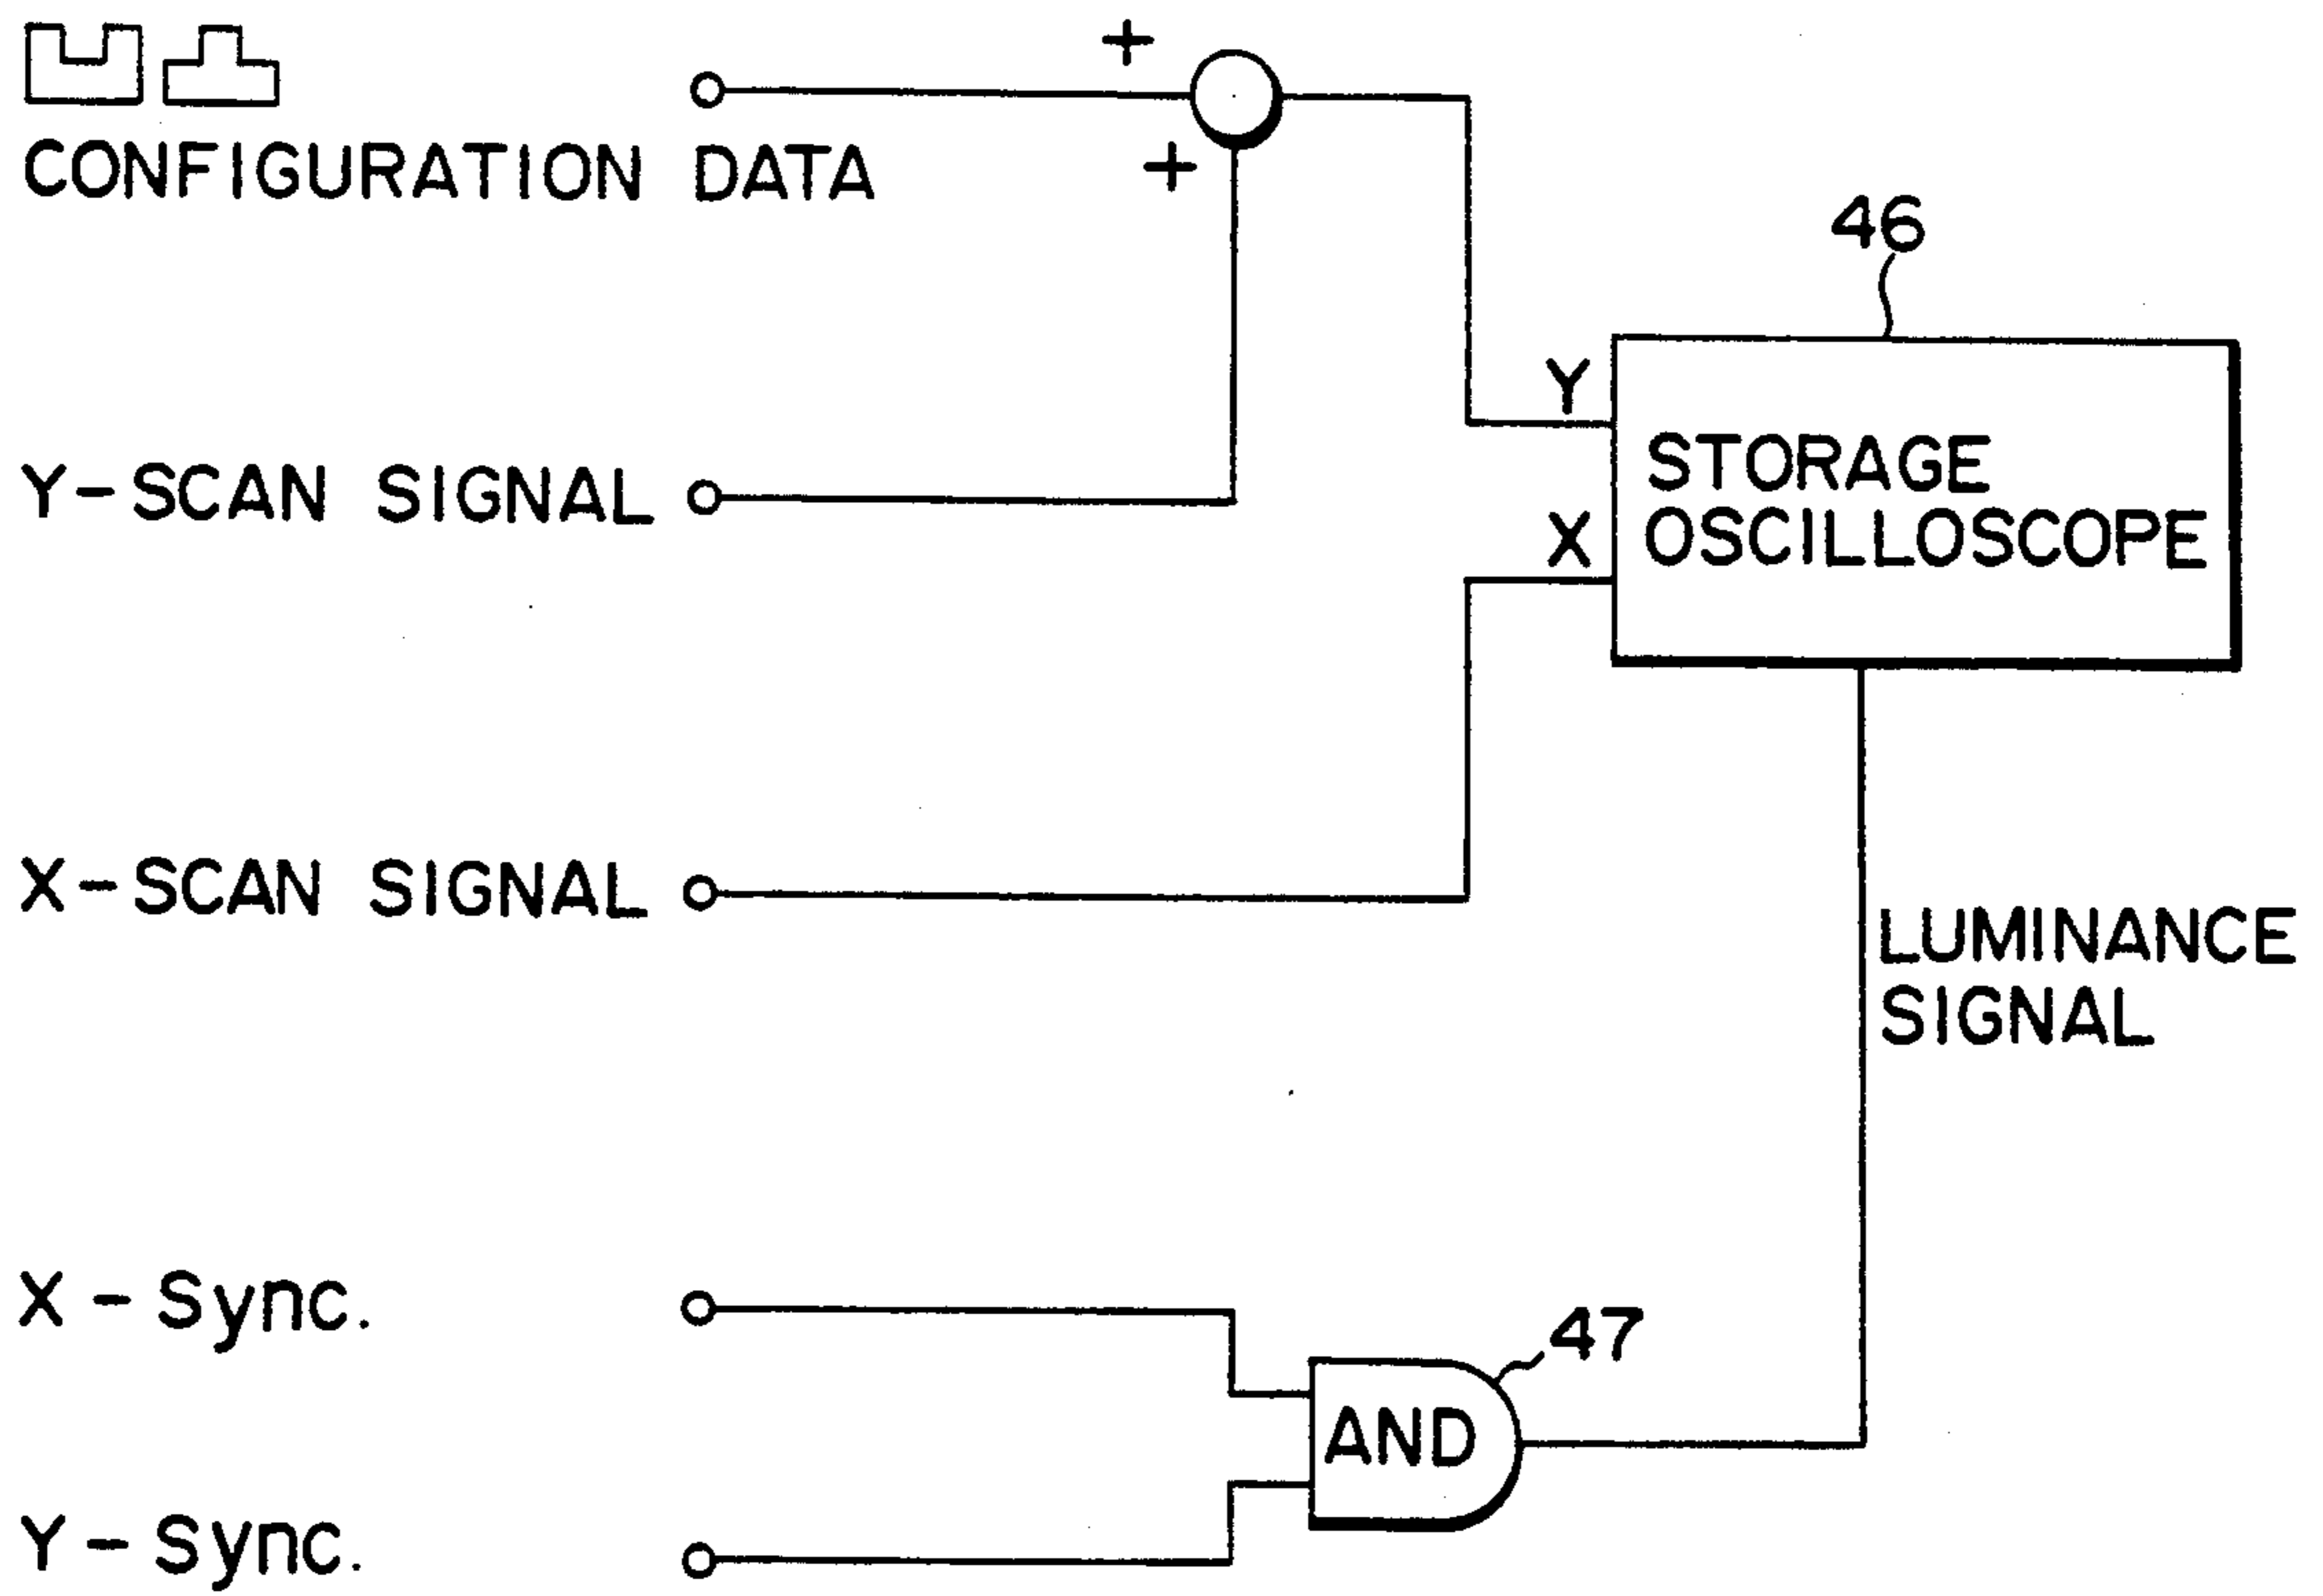 +
CONFIGURATION DATA
+
46
Y
Y-SCAN SIGNAL
STORAGE
OSCILLOSCOPE
X
X-SCAN SIGNAL
LUMINANCE
SIGNAL
X-Sync.
47
AND
Y-Sync.